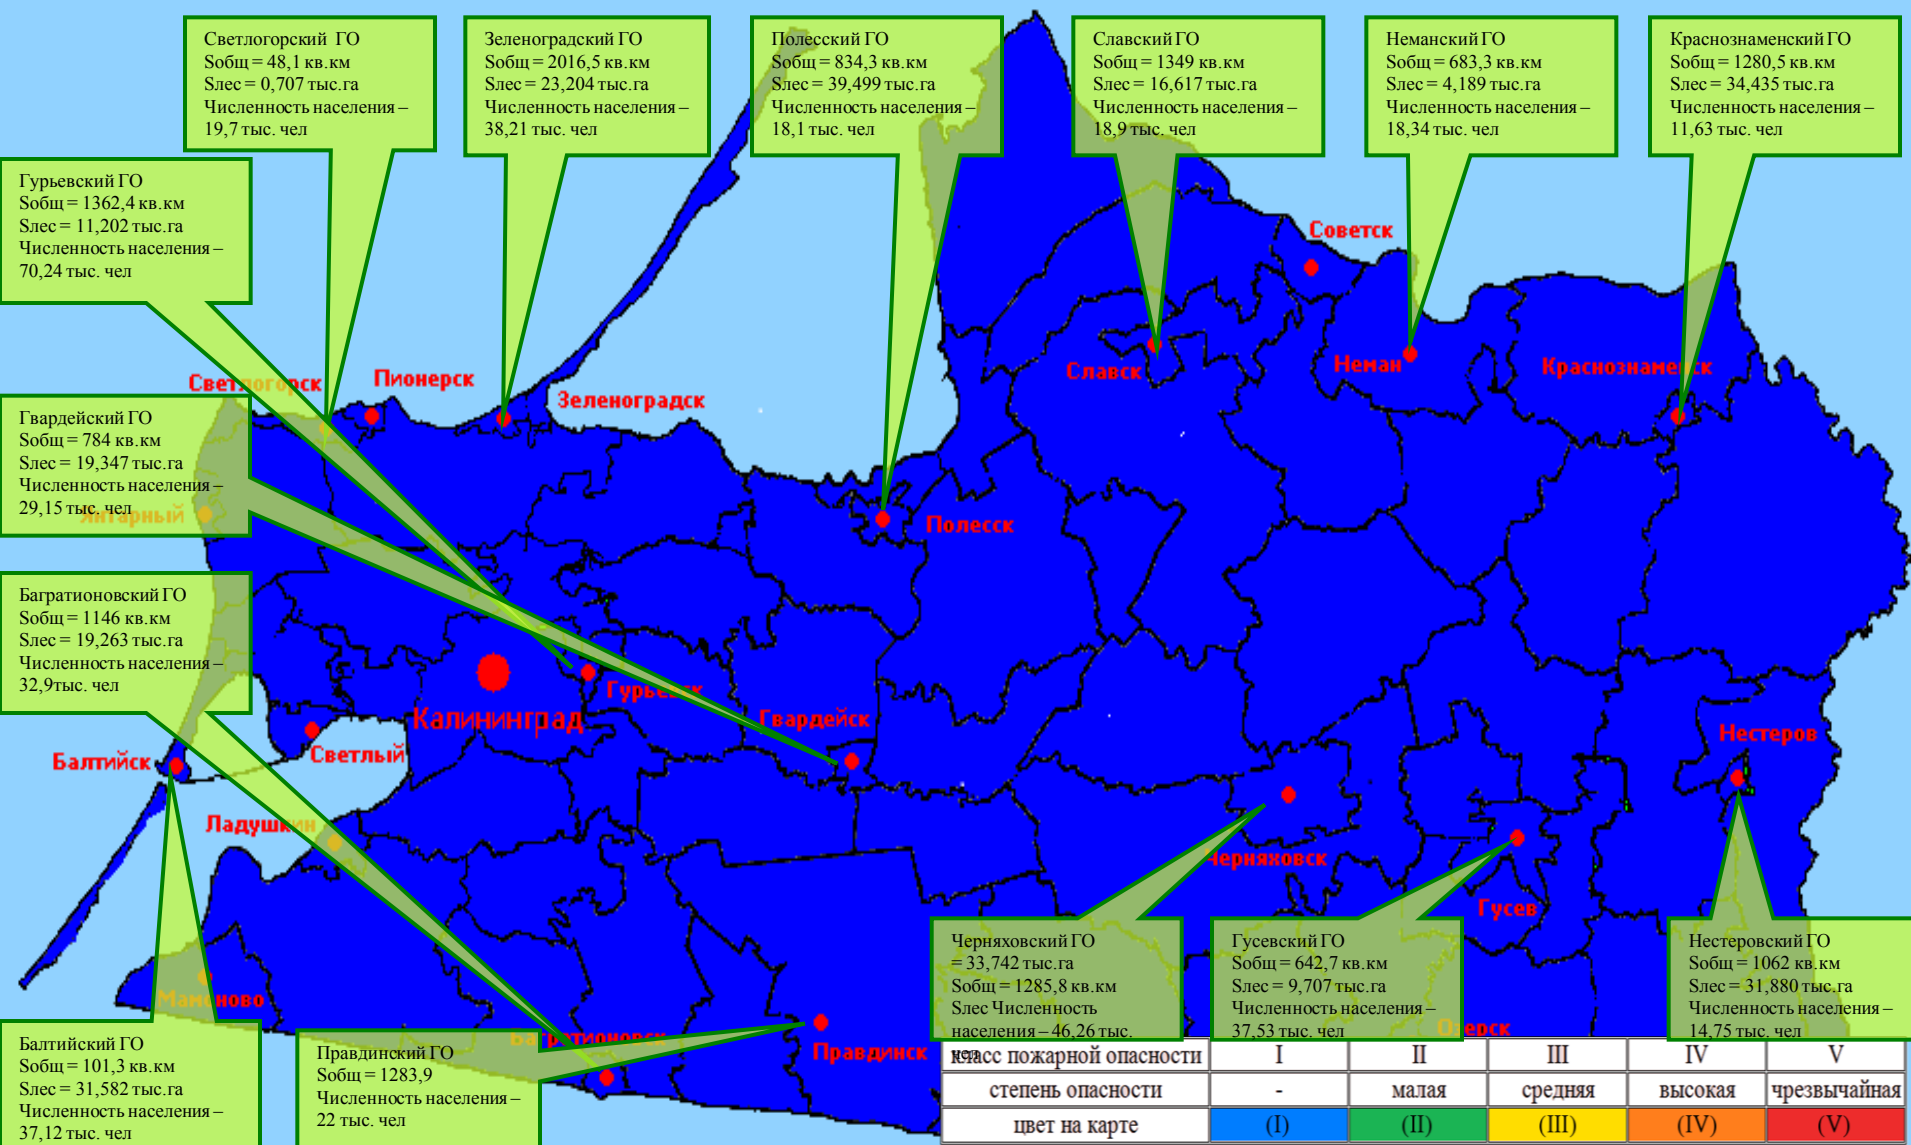 Светлогорский ГО
Sобщ = 48,1 кв.км
Sлес = 0,707 тыс.га
Численность населения –
19,7 тыс. чел
Зеленоградский ГО
Sобщ = 2016,5 кв.км
Sлес = 23,204 тыс.га
Численность населения –
38,21 тыс. чел
Полесский ГО
Sобщ = 834,3 кв.км
Sлес = 39,499 тыс.га
Численность населения –
18,1 тыс. чел
Славский ГО
Sобщ = 1349 кв.км
Sлес = 16,617 тыс.га
Численность населения –
18,9 тыс. чел
Неманский ГО
Sобщ = 683,3 кв.км
Sлес = 4,189 тыс.га
Численность населения –
18,34 тыс. чел
Краснознаменский ГО
Sобщ = 1280,5 кв.км
Sлес = 34,435 тыс.га
Численность населения –
11,63 тыс. чел
Гурьевский ГО
Sобщ = 1362,4 кв.км
Sлес = 11,202 тыс.га
Численность населения –
70,24 тыс. чел
Советск
Светлогорск
Пионерск
Зеленоградск
Славск
Неман
Краснознаменск
Гвардейский ГО
Sобщ = 784 кв.км
Sлес = 19,347 тыс.га
Численность населения –
29,15 тыс. чел
Янтарный
Полесск
Багратионовский ГО
Sобщ = 1146 кв.км
Sлес = 19,263 тыс.га
Численность населения –
32,9тыс. чел
Гурьевск
Калининград
Гвардейск
Нестеров
Светлый
Балтийск
Ладушкин
Черняховск
Гусев
Мамоново
Багратионовск
Правдинск
Озерск
Черняховский ГО
= 33,742 тыс.га
Sобщ = 1285,8 кв.км
Sлес Численность
населения – 46,26 тыс.
чел
Гусевский ГО
Sобщ = 642,7 кв.км
Sлес = 9,707 тыс.га
Численность населения –
37,53 тыс. чел
Нестеровский ГО
Sобщ = 1062 кв.км
Sлес = 31,880 тыс.га
Численность населения –
14,75 тыс. чел
Балтийский ГО
Sобщ = 101,3 кв.км
Sлес = 31,582 тыс.га
Численность населения –
37,12 тыс. чел
Правдинский ГО
Sобщ = 1283,9
Численность населения –
22 тыс. чел
класс пожарной опасности I II III IV V
степень опасности - малая средняя высокая чрезвычайная
цвет на карте (I) (II) (III) (IV) (V)